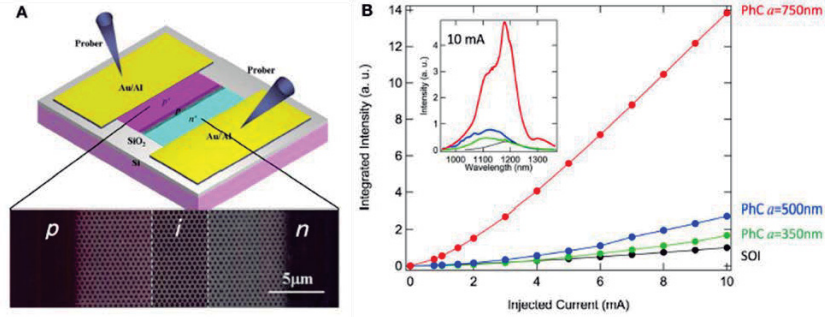 A
Prober
Prober
Au/Al
p+
p
n+
Au/Al
SiO2
Si
p
i
n
5μm
B
Integrated Intensity (a. u.)
14
12
10
8
6
4
2
0
0
2
4
6
8
10
Injected Current (mA)
10 mA
Intensity (a. u.)
4
3
2
1
0
1000
1100
1200
1300
Wavelength (nm)
PhC a=750nm
PhC a=500nm
PhC a=350nm
SOI